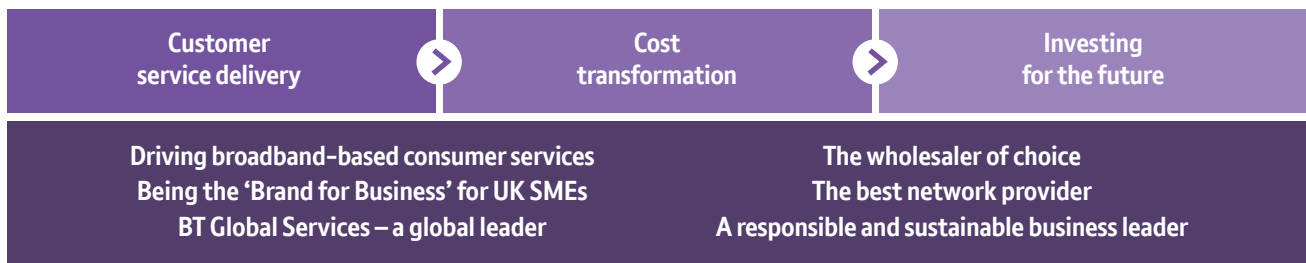 Customer
service delivery
Cost
transformation
Investing
for the future
Driving broadband-based consumer services
Being the ‘Brand for Business’ for UK SMEs
BT Global Services – a global leader
The wholesaler of choice
The best network provider
A responsible and sustainable business leader